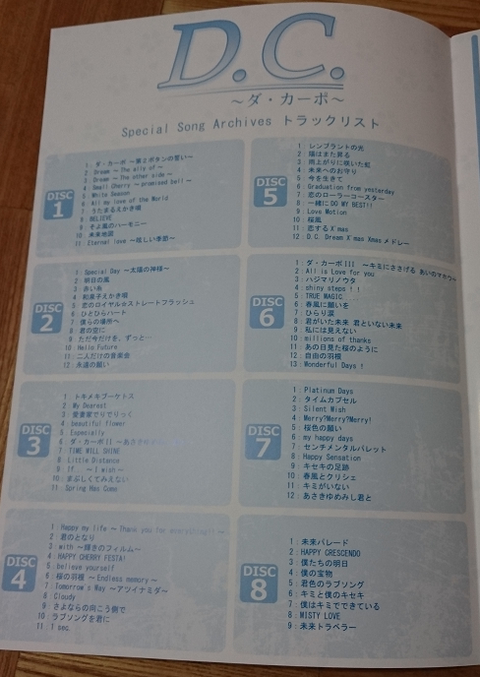 D.C.
～ダ・カーポ～
Special Song Archives トラックリスト
DISC 1
1: ダ・カーポ ～第2ボタンの誓い～
2: Dream ～The ally of～
3: Dream ～The other side～
4: Small Cherry ～promised bell～
5: White Season
6: All my love of the World
7: うたまるえかき唄
8: BELIEVE
9: そよ風のハーモニー
10: 未来地図
11: Eternal love ～哀しい季節～
DISC 2
1: Special Day ～太陽の神様～
2: 明日の風
3: 赤い糸
4: 和菓子えかき唄
5: 恋のロイヤル☆ストレートフラッシュ
6: ひとひらハート
7: 僕らの場所へ
8: 君の空に
9: ただ今だけを、ずっと…
10: Hello Future
11: 二人だけの音楽会
12: 永遠の願い
DISC 3
1: トキメキブーケトス
2: My Dearest
3: 愛言葉でりでりっく
4: beautiful flower
5: Especially
6: ダ・カーポII ～あさき
7: TIME WILL SHINE
8: Little Distance
9: If... ～I wish～
10: まぶしくてみえない
11: Spring Has Come
DISC 4
1: Happy my life ～Thank you for everything!!～
2: 君のとなり
3: with ～輝きのフィルム～
4: HAPPY CHERRY FESTA!
5: believe yourself
6: 桜の羽根 ～Endless memory～
7: Tomorrow's Way ～アツイナミダ～
8: Cloudy
9: さよならの向こう側で
10: ラブソングを君に
11: 1 sec.
DISC 5
1: レンブラントの光
2: 陽はまた昇る
3: 雨上がりに咲いた虹
4: 未来へのお守り
5: 今を生きて
6: Graduation from yesterday
7: 恋のローラーコースター
8: 一緒にDO MY BEST!!
9: Love Motion
10: 桜風
11: 恋するX'mas
12: D.C. Dream X'mas Xmasメドレー
DISC 6
1: ダ・カーポIII ～キミにささげる あいのマホウ～
2: All is Love for you
3: ハジマリノウタ
4: shiny steps!!
5: TRUE MAGIC
6: 春風に願いを
7: ひらり涙
8: 君がいた未来 君といない未来
9: 私には見えない
10: millions of thanks
11: あの日見た桜のように
12: 自由の羽根
13: Wonderful Days!
DISC 7
1: Platinum Days
2: タイムカプセル
3: Silent Wish
4: Merry?Merry?Merry!
5: 桜色の願い
6: my happy days
7: センチメンタルパレット
8: Happy Sensation
9: キセキの足跡
10: 春風とクリシェ
11: キミがいない
12: あさきゆめみし君と
DISC 8
1: 未来パレード
2: HAPPY CRESCENDO
3: 僕たちの明日
4: 僕の宝物
5: 君色のラブソング
6: キミと僕のキセキ
7: 僕はキミでできている
8: MISTY LOVE
9: 未来トラベラー